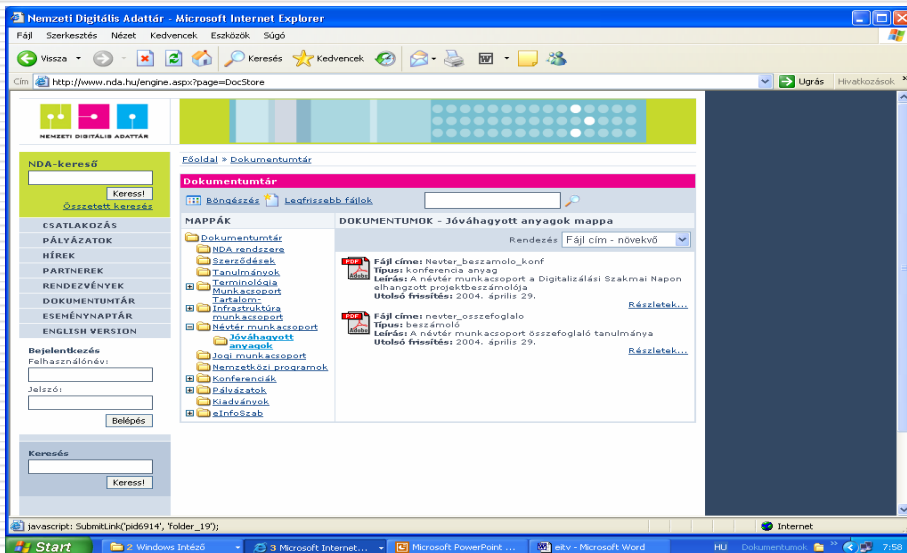 Nemzeti Digitális Adattár - Microsoft Internet Explorer
Fájl Szerkesztés Nézet Kedvencek Eszközök Súgó
Vissza Keresés Kedvencek
Cím http://www.nda.hu/engine.aspx?page=DocStore Ugrás Hivatkozások »
NEMZETI DIGITÁLIS ADATTÁR
NDA-kereső
Keress!
Összetett keresés
CSATLAKOZÁS
PÁLYÁZATOK
HÍREK
PARTNEREK
RENDEZVÉNYEK
DOKUMENTUMTÁR
ESEMÉNYNAPTÁR
ENGLISH VERSION
Bejelentkezés
Felhasználónév:
Jelszó:
Belépés
Keresés
Keress!
Főoldal » Dokumentumtár
Dokumentumtár
Böngészés Legfrissebb fájlok
MAPPÁK
Dokumentumtár
NDA rendszere
Szerződések
Tanulmányok
Terminológia
Munkacsoport
Tartalom-
Infrastruktúra
munkacsoport
Névtér munkacsoport
Jóváhagyott
anyagok
Jogi munkacsoport
Nemzetközi programok
Konferenciák
Pályázatok
Kiadványok
eInfoSzab
DOKUMENTUMOK - Jóváhagyott anyagok mappa
Rendezés Fájl cím - növekvő
PDF Adobe
Fájl címe: Nevter_beszamolo_konf
Típus: konferencia anyag
Leírás: A névtér munkacsoport a Digitalizálási Szakmai Napon
elhangzott projektbeszámolója
Utolsó frissítés: 2004. április 29.
Részletek...
PDF Adobe
Fájl címe: nevter_osszefoglalo
Típus: beszámoló
Leírás: A névtér munkacsoport összefoglaló tanulmánya
Utolsó frissítés: 2004. április 29.
Részletek...
javascript: SubmitLink('pid6914', 'folder_19'); Internet
Start 2 Windows Intéző 3 Microsoft Internet... Microsoft PowerPoint ... eitv - Microsoft Word HU Dokumentumok » 7:58